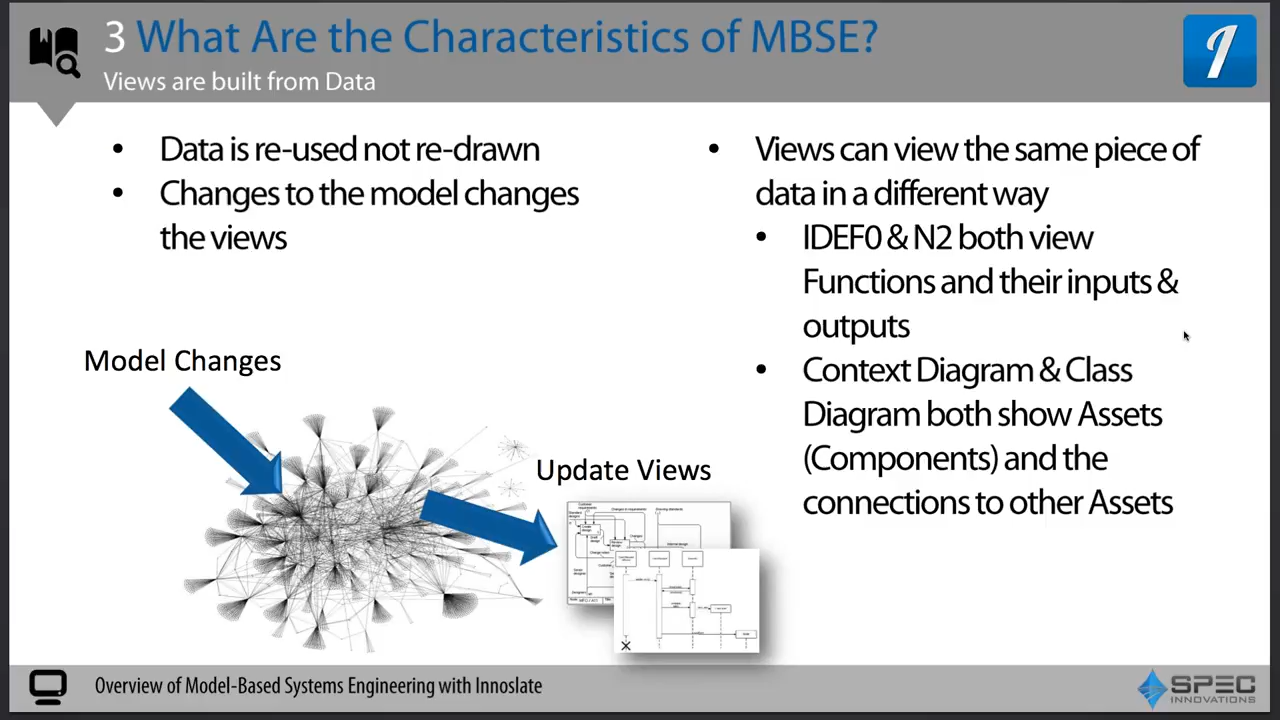 3 What Are the Characteristics of MBSE?
Views are built from Data
• Data is re-used not re-drawn
• Changes to the model changes
the views
• Views can view the same piece of
data in a different way
• IDEF0 & N2 both view
Functions and their inputs &
outputs
• Context Diagram & Class
Diagram both show Assets
(Components) and the
connections to other Assets
Model Changes
Update Views
Overview of Model-Based Systems Engineering with Innoslate
SPEC
INNOVATIONS